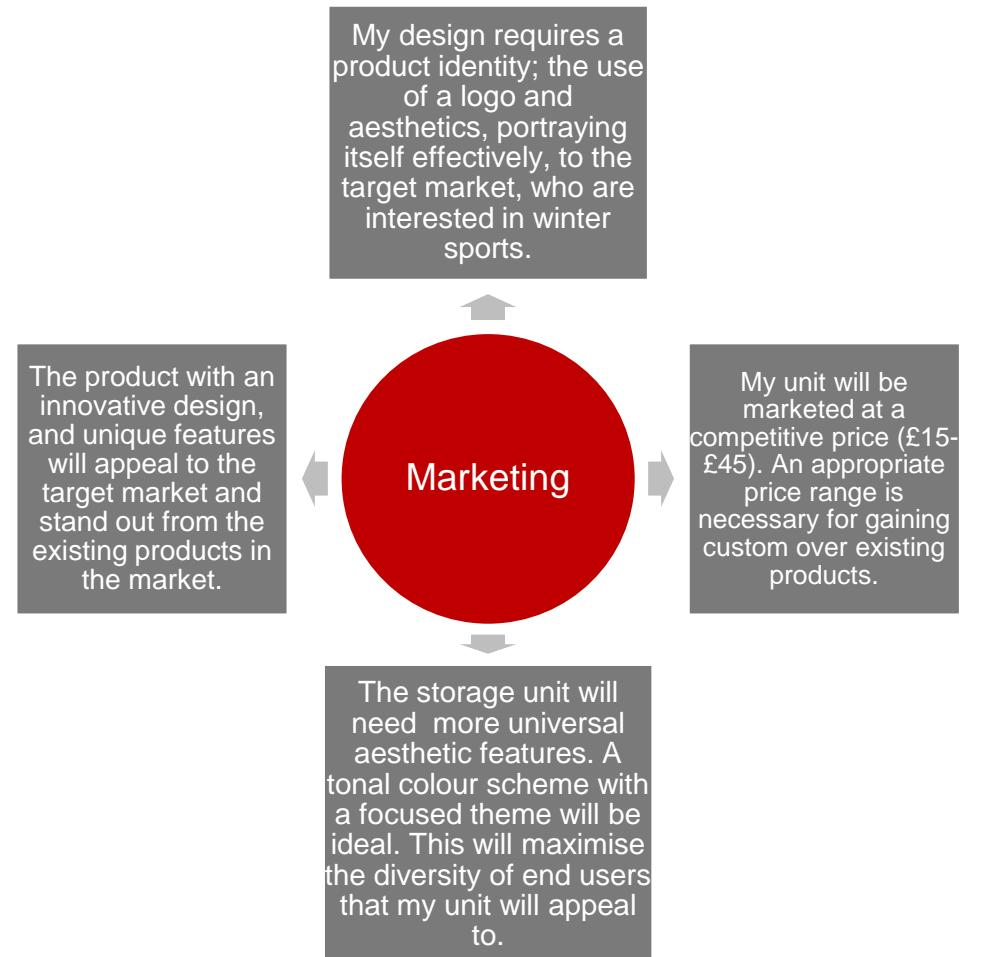 My design requires a
product identity; the use
of a logo and
aesthetics, portraying
itself effectively, to the
target market, who are
interested in winter
sports.
The product with an
innovative design,
and unique features
will appeal to the
target market and
stand out from the
existing products in
the market.
Marketing
My unit will be
marketed at a
competitive price (£15-
£45). An appropriate
price range is
necessary for gaining
custom over existing
products.
The storage unit will
need  more universal
aesthetic features. A
tonal colour scheme with
a focused theme will be
ideal. This will maximise
the diversity of end users
that my unit will appeal
to.